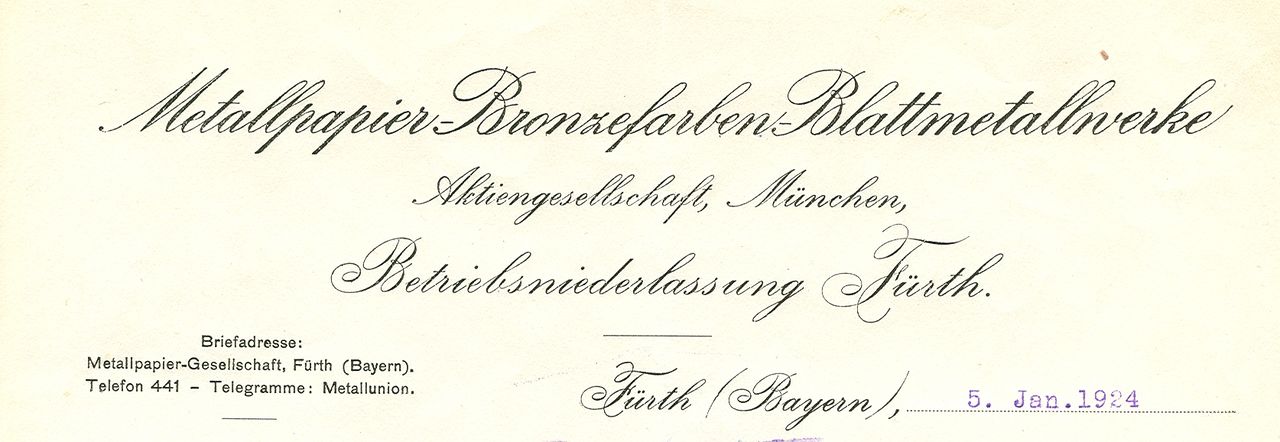 Metallpapier-Bronzefarben-Blattmetallwerke
Aktiengesellschaft, München,
Betriebsniederlassung Fürth.
Briefadresse:
Metallpapier-Gesellschaft, Fürth (Bayern).
Telefon 441 – Telegramme: Metallunion.
Fürth (Bayern), 5. Jan.1924